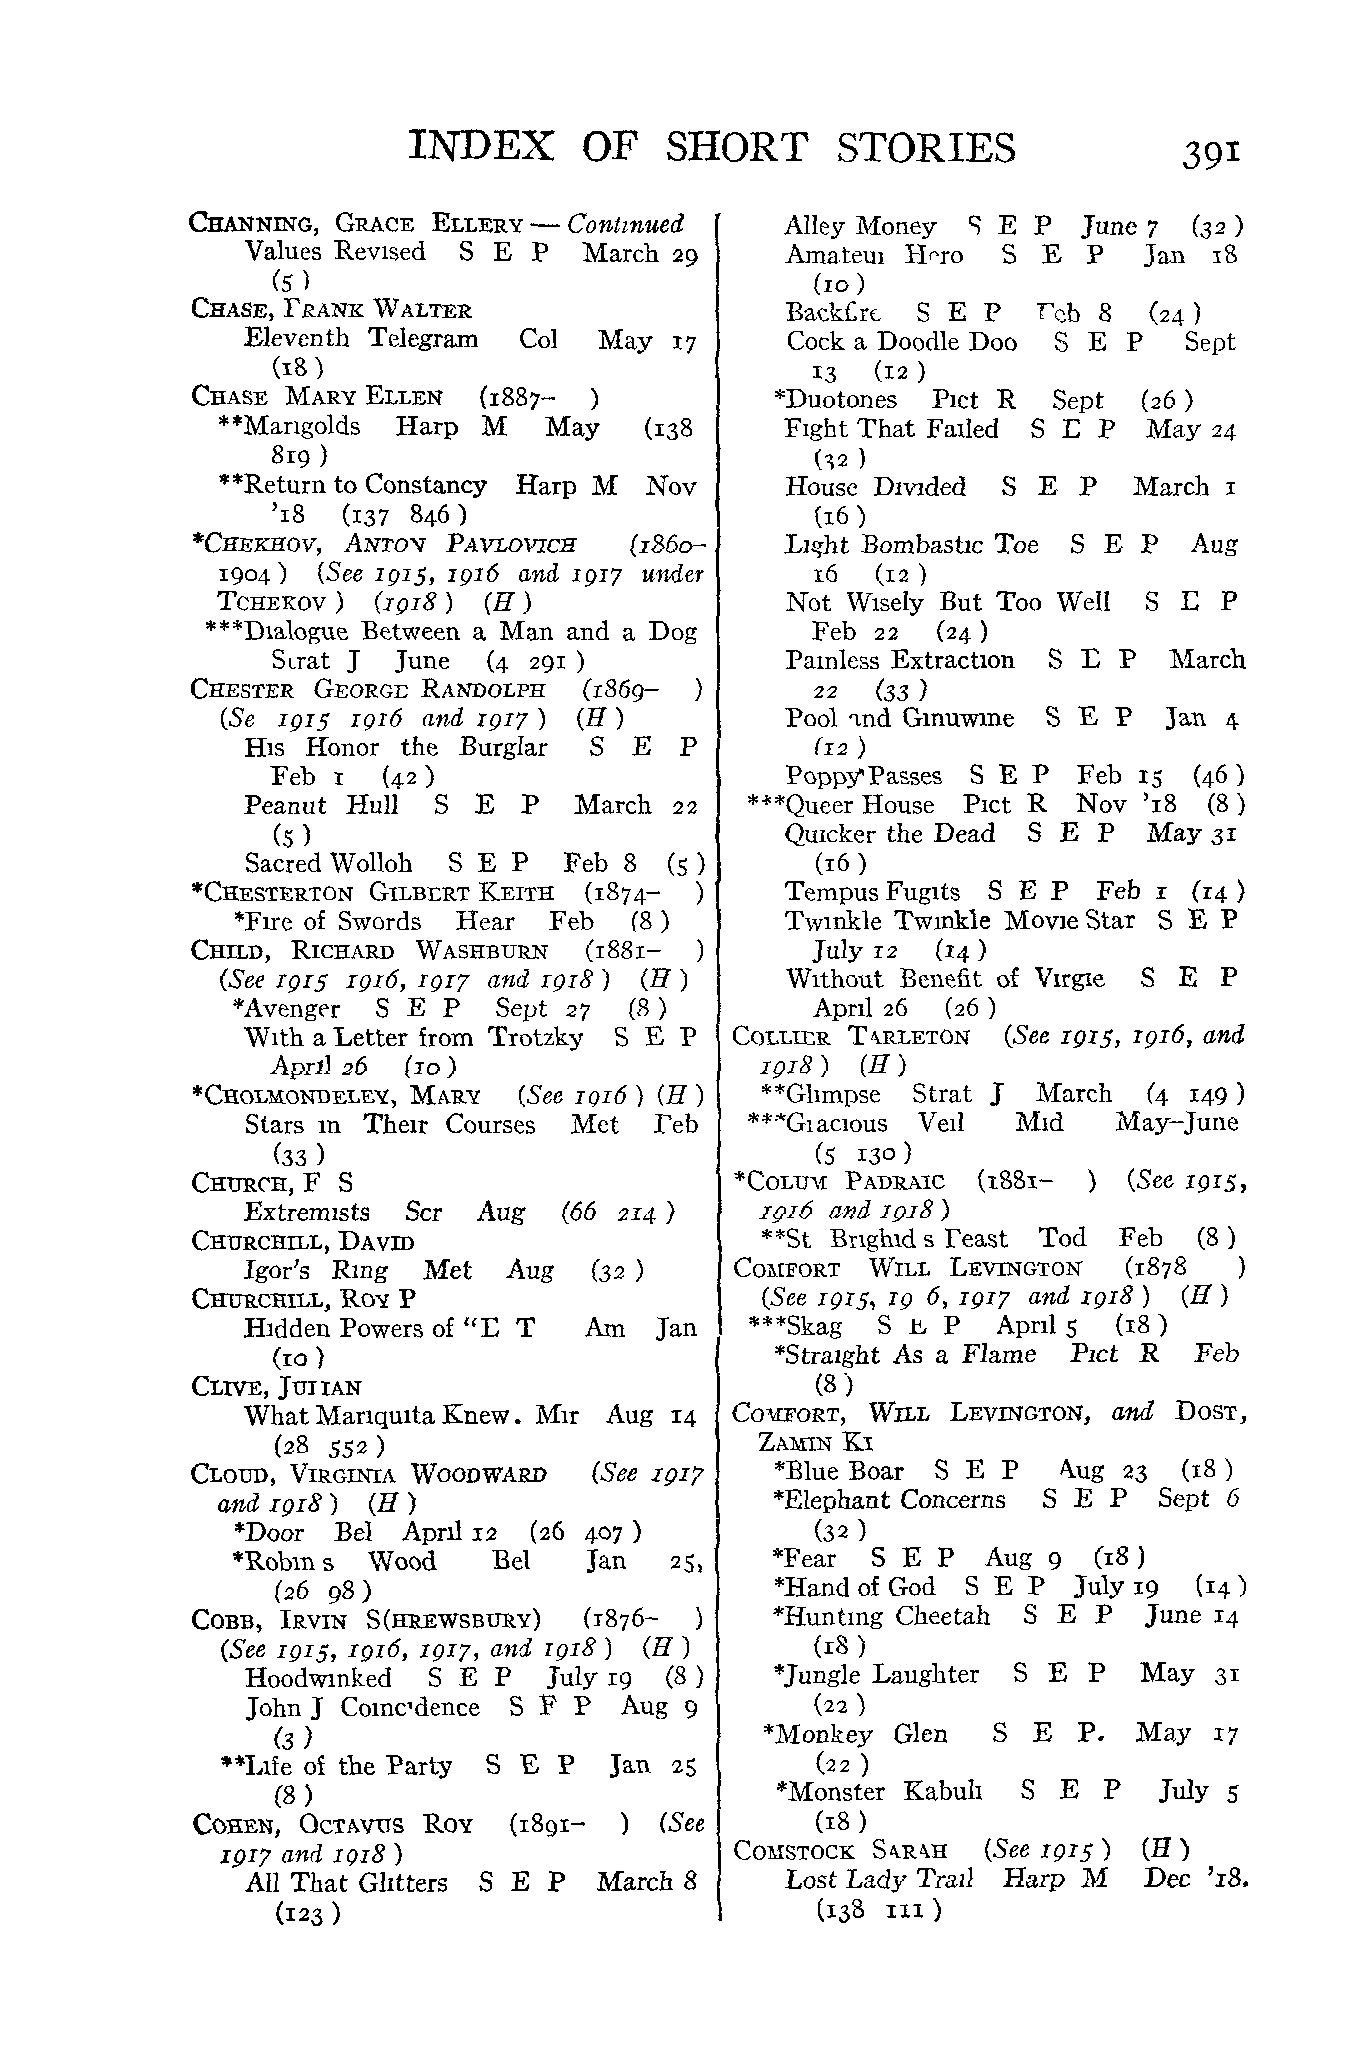 INDEX OF SHORT STORIES 391
CHANNING, GRACE ELLERY — Continued
Values Revised S E P March 29
(5)
CHASE, FRANK WALTER
Eleventh Telegram Col May 17
(18)
CHASE MARY ELLEN (1887– )
**Marigolds Harp M May (138
819)
**Return to Constancy Harp M Nov
’18 (137 846)
*CHEKHOV, ANTON PAVLOVICH (1860–
1904) (See 1915, 1916 and 1917 under
TCHEKOV) (1918) (H)
***Dialogue Between a Man and a Dog
Strat J June (4 291)
CHESTER GEORGE RANDOLPH (1869– )
(Se 1915 1916 and 1917) (H)
His Honor the Burglar S E P
Feb 1 (42)
Peanut Hull S E P March 22
(5)
Sacred Wolloh S E P Feb 8 (5)
*CHESTERTON GILBERT KEITH (1874– )
*Fire of Swords Hear Feb (8)
CHILD, RICHARD WASHBURN (1881– )
(See 1915 1916, 1917 and 1918) (H)
*Avenger S E P Sept 27 (8)
With a Letter from Trotzky S E P
April 26 (10)
*CHOLMONDELEY, MARY (See 1916) (H)
Stars in Their Courses Met Feb
(33)
CHURCH, F S
Extremists Scr Aug (66 214)
CHURCHILL, DAVID
Igor's Ring Met Aug (32)
CHURCHILL, ROY P
Hidden Powers of “E T Am Jan
(10)
CLIVE, JULIAN
What Mariquita Knew. Mir Aug 14
(28 552)
CLOUD, VIRGINIA WOODWARD (See 1917
and 1918) (H)
*Door Bel April 12 (26 407)
*Robin s Wood Bel Jan 25,
(26 98)
COBB, IRVIN S(HREWSBURY) (1876– )
(See 1915, 1916, 1917, and 1918) (H)
Hoodwinked S E P July 19 (8)
John J Coincidence S E P Aug 9
(3)
**Life of the Party S E P Jan 25
(8)
COHEN, OCTAVUS ROY (1891– ) (See
1917 and 1918)
All That Glitters S E P March 8
(123)
Alley Money S E P June 7 (32)
Amateur Hero S E P Jan 18
(10)
Backfire S E P Feb 8 (24)
Cock a Doodle Doo S E P Sept
13 (12)
*Duotones Pict R Sept (26)
Fight That Failed S E P May 24
(32)
House Divided S E P March 1
(16)
Light Bombastic Toe S E P Aug
16 (12)
Not Wisely But Too Well S E P
Feb 22 (24)
Painless Extraction S E P March
22 (33)
Pool and Ginuwine S E P Jan 4
(12)
Poppy Passes S E P Feb 15 (46)
***Queer House Pict R Nov ’18 (8)
Quicker the Dead S E P May 31
(16)
Tempus Fugits S E P Feb 1 (14)
Twinkle Twinkle Movie Star S E P
July 12 (14)
Without Benefit of Virgie S E P
April 26 (26)
COLLIER TARLETON (See 1915, 1916, and
1918) (H)
**Glimpse Strat J March (4 149)
***Gracious Veil Mid May–June
(5 130)
*COLUM PADRAIC (1881– ) (See 1915,
1916 and 1918)
**St Brighid s Feast Tod Feb (8)
COMFORT WILL LEVINGTON (1878 )
(See 1915, 19 6, 1917 and 1918) (H)
***Skag S E P April 5 (18)
*Straight As a Flame Pict R Feb
(8)
COMFORT, WILL LEVINGTON, and DOST,
ZAMIN KI
*Blue Boar S E P Aug 23 (18)
*Elephant Concerns S E P Sept 6
(32)
*Fear S E P Aug 9 (18)
*Hand of God S E P July 19 (14)
*Hunting Cheetah S E P June 14
(18)
*Jungle Laughter S E P May 31
(22)
*Monkey Glen S E P. May 17
(22)
*Monster Kabuli S E P July 5
(18)
COMSTOCK SARAH (See 1915) (H)
Lost Lady Trail Harp M Dec ’18.
(138 111)